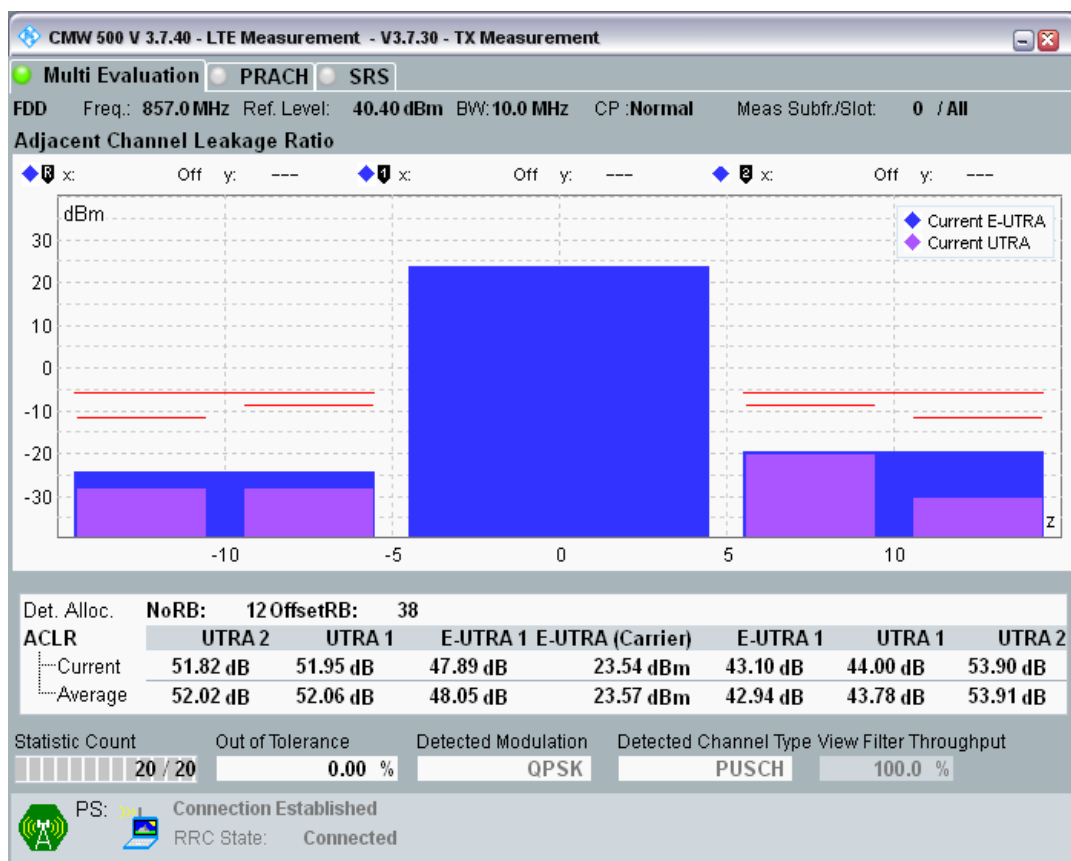 CMW 500 V 3.7.40 - LTE Measurement - V3.7.30 - TX Measurement
Multi Evaluation PRACH SRS
FDD Freq.: 857.0 MHz Ref. Level: 40.40 dBm BW: 10.0 MHz CP :Normal Meas Subfr./Slot: 0 / All
Adjacent Channel Leakage Ratio
R x: Off y: --- 1 x: Off y: --- 2 x: Off y: ---
dBm
Current E-UTRA
Current UTRA
30
20
10
0
-10
-20
-30
z
-10 -5 0 5 10
Det. Alloc. NoRB: 12 OffsetRB: 38
ACLR UTRA 2 UTRA 1 E-UTRA 1 E-UTRA (Carrier) E-UTRA 1 UTRA 1 UTRA 2
Current 51.82 dB 51.95 dB 47.89 dB 23.54 dBm 43.10 dB 44.00 dB 53.90 dB
Average 52.02 dB 52.06 dB 48.05 dB 23.57 dBm 42.94 dB 43.78 dB 53.91 dB
Statistic Count Out of Tolerance Detected Modulation Detected Channel Type View Filter Throughput
20 / 20 0.00 % QPSK PUSCH 100.0 %
PS: Connection Established
RRC State: Connected